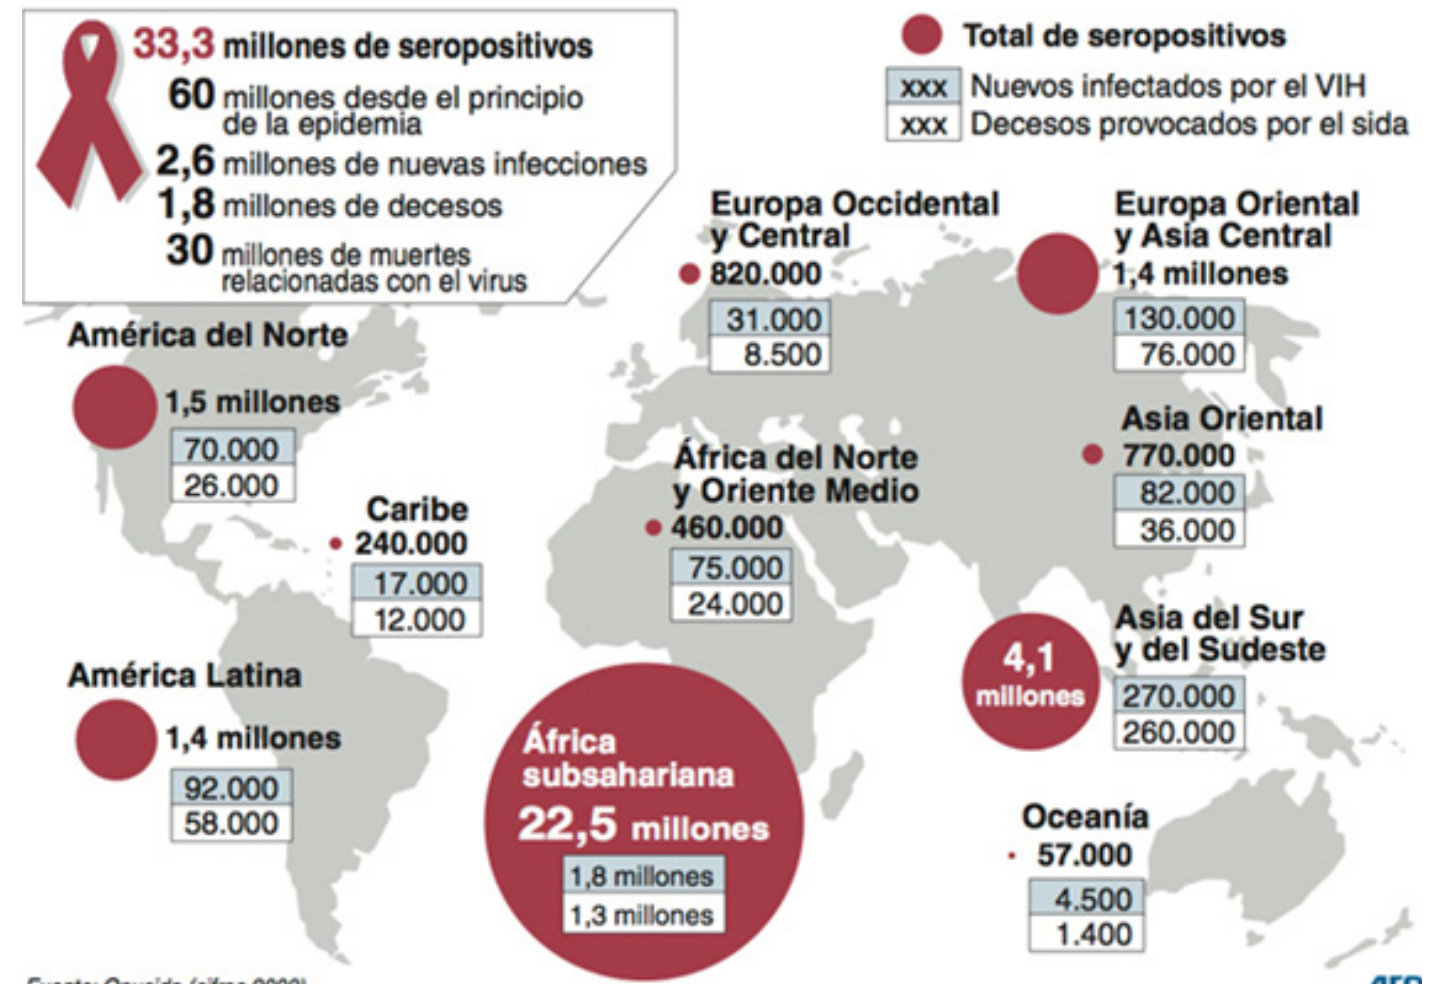 33,3 millones de seropositivos
60 millones desde el principio
de la epidemia
2,6 millones de nuevas infecciones
1,8 millones de decesos
30 millones de muertes
relacionadas con el virus
Total de seropositivos
xxx Nuevos infectados por el VIH
xxx Decesos provocados por el sida
Europa Occidental
y Central
820.000
31.000
8.500
Europa Oriental
y Asia Central
1,4 millones
130.000
76.000
América del Norte
1,5 millones
70.000
26.000
Asia Oriental
770.000
82.000
36.000
África del Norte
y Oriente Medio
460.000
75.000
24.000
Caribe
240.000
17.000
12.000
Asia del Sur
y del Sudeste
4,1
millones
270.000
260.000
América Latina
1,4 millones
92.000
58.000
África
subsahariana
22,5 millones
1,8 millones
1,3 millones
Oceanía
57.000
4.500
1.400